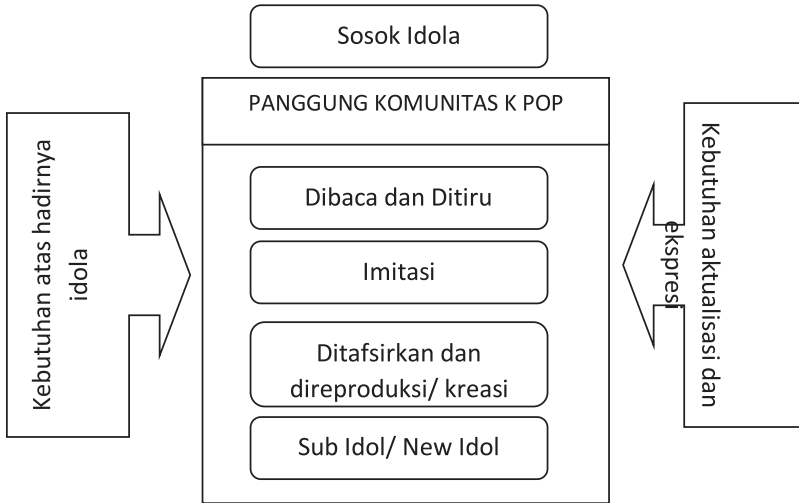 Sosok Idola
PANGGUNG KOMUNITAS K POP
Kebutuhan atas hadirnya
idola
Dibaca dan Ditiru
Imitasi
Ditafsirkan dan
direproduksi/ kreasi
Sub Idol/ New Idol
Kebutuhan aktualisasi dan
ekspresi